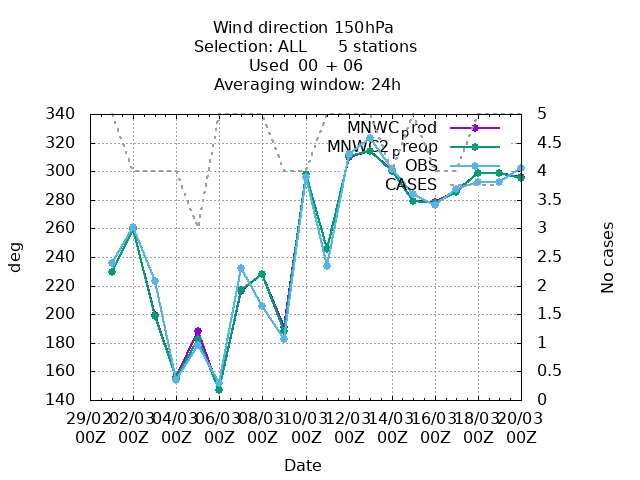 Wind direction 150hPa
Selection: ALL 5 stations
Used 00 + 06
Averaging window: 24h
340
320
300
280
260
240
220
200
180
160
140
deg
MNWC_prod
MNWC2_preop
OBS
CASES
5
4.5
4
3.5
3
2.5
2
1.5
1
0.5
0
No cases
29/02 02/03 04/03 06/03 08/03 10/03 12/03 14/03 16/03 18/03 20/03
00Z 00Z 00Z 00Z 00Z 00Z 00Z 00Z 00Z 00Z 00Z
Date